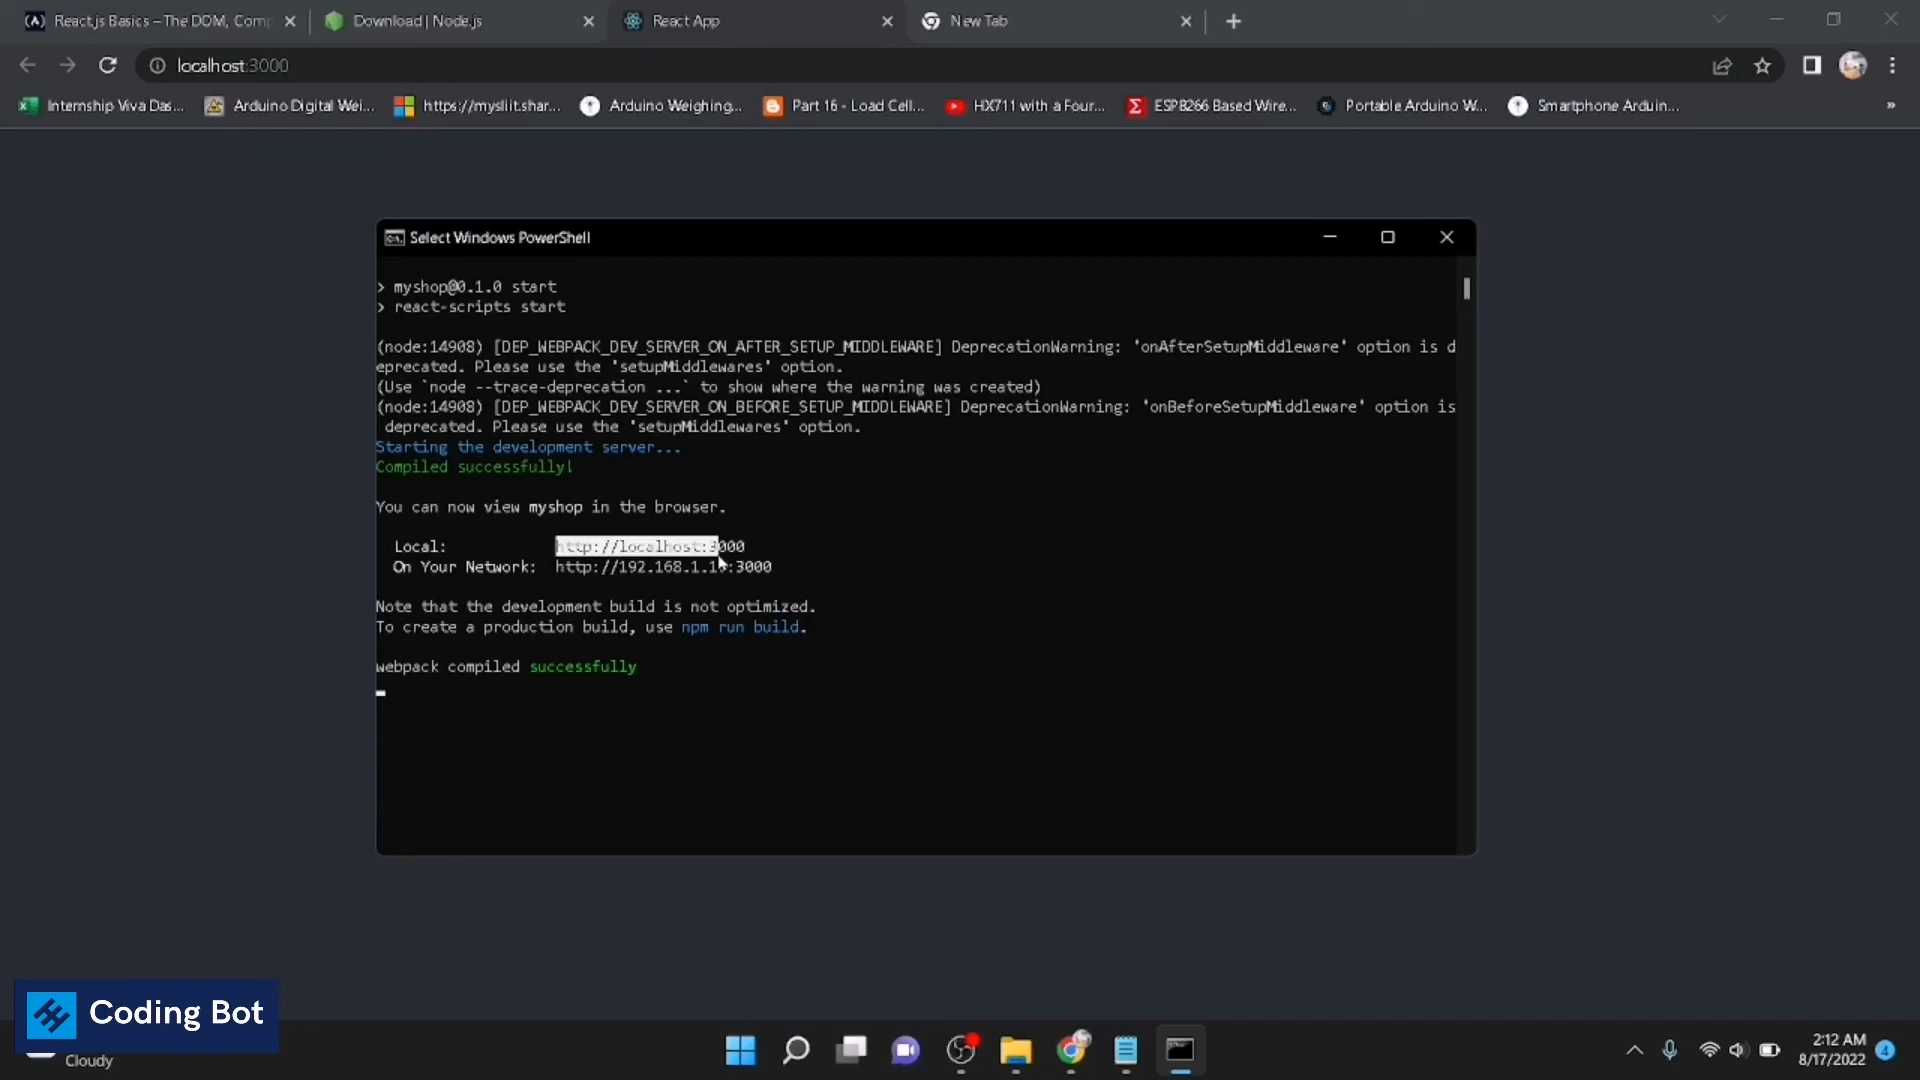 React.js Basics – The DOM, Comp
Download | Node.js
React App
New Tab
localhost:3000
Internship Viva Das...
Arduino Digital Wei...
https://mysliit.shar...
Arduino Weighing...
Part 16 - Load Cell...
HX711 with a Four...
ESP8266 Based Wire...
Portable Arduino W...
Smartphone Arduin...
»
Select Windows PowerShell
> myshop@0.1.0 start
> react-scripts start
(node:14908) [DEP_WEBPACK_DEV_SERVER_ON_AFTER_SETUP_MIDDLEWARE] DeprecationWarning: 'onAfterSetupMiddleware' option is d
eprecated. Please use the 'setupMiddlewares' option.
(Use `node --trace-deprecation ...` to show where the warning was created)
(node:14908) [DEP_WEBPACK_DEV_SERVER_ON_BEFORE_SETUP_MIDDLEWARE] DeprecationWarning: 'onBeforeSetupMiddleware' option is
deprecated. Please use the 'setupMiddlewares' option.
Starting the development server...
Compiled successfully!
You can now view myshop in the browser.
Local: http://localhost:3000
On Your Network:
Note that the development build is not optimized.
To create a production build, use npm run build.
webpack compiled successfully
Coding Bot
Cloudy
2:12 AM
8/17/2022
4